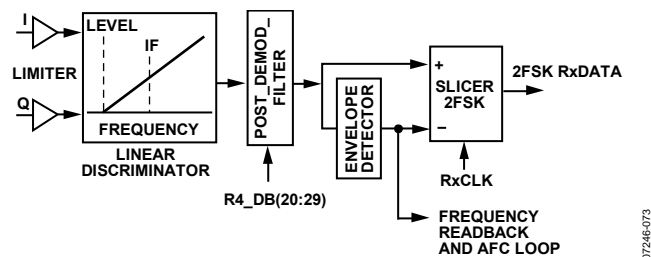 I
Q
LIMITER
LEVEL
IF
FREQUENCY
LINEAR
DISCRIMINATOR
POST_DEMOD_
FILTER
R4_DB(20:29)
ENVELOPE
DETECTOR
+
SLICER
2FSK
–
RxCLK
2FSK RxDATA
FREQUENCY
READBACK
AND AFC LOOP
07246-073